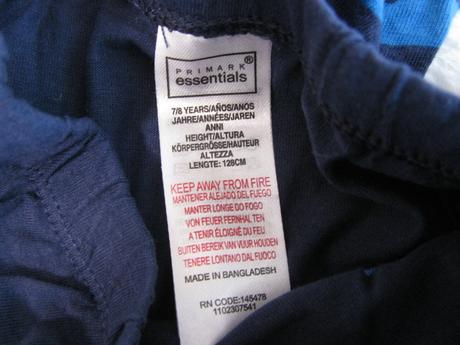 PRIMARK®
essentials
7/8 YEARS/AÑOS/ANOS
JAHRE/ANNÉES/JAREN
ANNI
HEIGHT/ALTURA
KÖRPERGRÖSSE/HAUTEUR
ALTEZZA
LENGTE: 128CM
KEEP AWAY FROM FIRE
MANTENER ALEJADO DEL FUEGO
MANTER LONGE DO FOGO
VON FEUER FERNHALTEN
A TENIR ÉLOIGNÉ DU FEU
BUITEN BEREIK VAN VUUR HOUDEN
TENERE LONTANO DAL FUOCO
MADE IN BANGLADESH
RN CODE:145478
1102307541